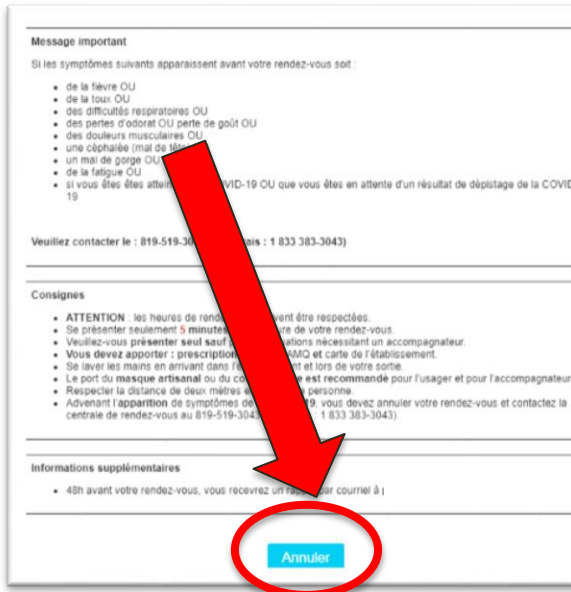 Message important
Si les symptômes suivants apparaissent avant votre rendez-vous soit :
de la fièvre OU
de la toux OU
des difficultés respiratoires OU
des pertes d'odorat OU perte de goût OU
des douleurs musculaires OU
une céphalée (mal de
un mal de gorge OU
de la fatigue OU
si vous êtes êtes VID-19 OU que vous êtes en attente d'un résultat de dépistage de la COVID
19
Veuillez contacter le : 819-519-30 : 1 833 383-3043)
Consignes
ATTENTION : les heures de vent être respectées.
Se présenter seulement 5 minutes de votre rendez-vous.
Veuillez-vous présenter seul sauf nécessitant un accompagnateur.
Vous devez apporter : prescription AMQ et carte de l'établissement.
Se laver les mains en arrivant dans et lors de votre sortie.
Le port du masque artisanal ou du est recommandé pour l'usager et pour l'accompagnateur
Respecter la distance de deux mètres personne.
Advenant l'apparition de symptômes de 19, vous devez annuler votre rendez-vous et contactez la
centrale de rendez-vous au 819-519-3043 1 833 383-3043).
Informations supplémentaires
48h avant votre rendez-vous, vous recevrez un par courriel à
Annuler